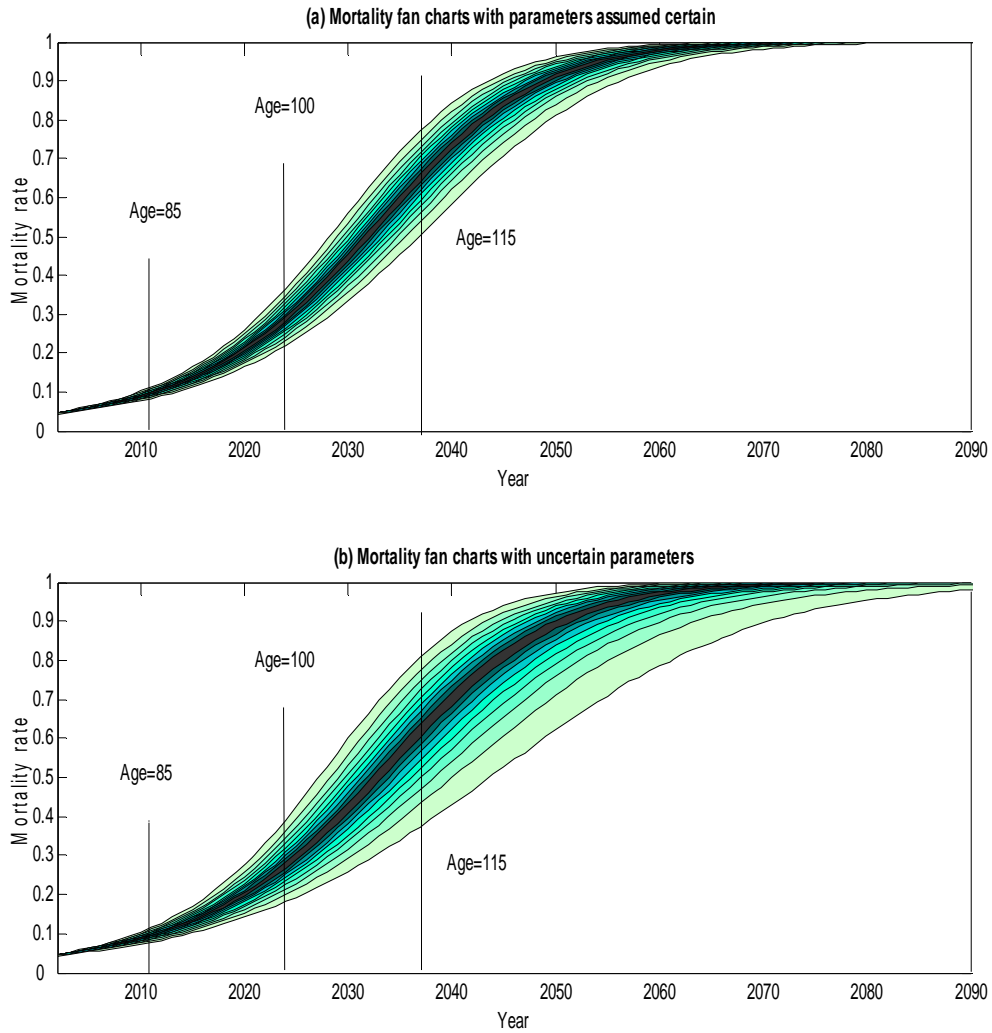 (a) Mortality fan charts with parameters assumed certain
1
0.9
0.8
0.7
0.6
0.5
0.4
0.3
0.2
0.1
0
Mortality rate
Age=85
Age=100
Age=115
2010 2020 2030 2040 2050 2060 2070 2080 2090
Year
(b) Mortality fan charts with uncertain parameters
1
0.9
0.8
0.7
0.6
0.5
0.4
0.3
0.2
0.1
0
Mortality rate
Age=85
Age=100
Age=115
2010 2020 2030 2040 2050 2060 2070 2080 2090
Year